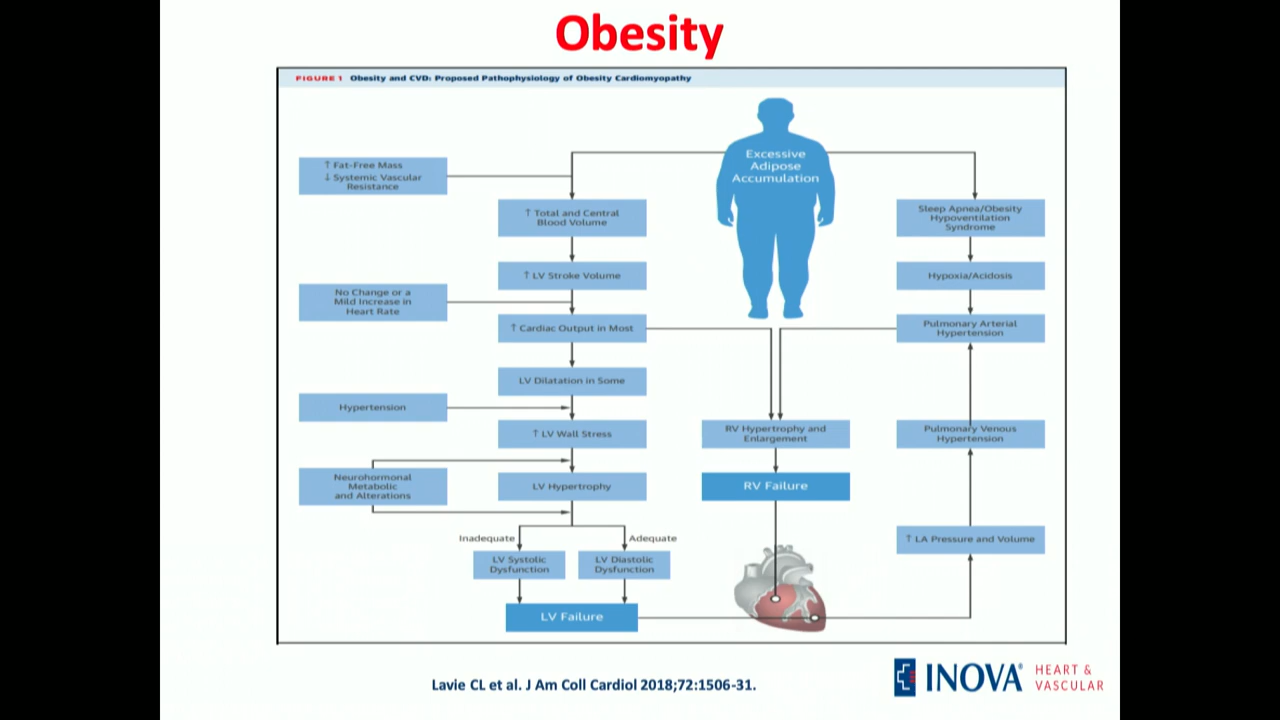 Obesity
FIGURE 1 Obesity and CVD: Proposed Pathophysiology of Obesity Cardiomyopathy
Excessive
Adipose
Accumulation
↑ Fat-Free Mass
↓ Systemic Vascular
Resistance
↑ Total and Central
Blood Volume
Sleep Apnea/Obesity
Hypoventilation
Syndrome
↑ LV Stroke Volume
Hypoxia/Acidosis
No Change or a
Mild Increase in
Heart Rate
↑ Cardiac Output in Most
Pulmonary Arterial
Hypertension
LV Dilatation in Some
Hypertension
↑ LV Wall Stress
RV Hypertrophy and
Enlargement
Pulmonary Venous
Hypertension
Neurohormonal
Metabolic
and Alterations
LV Hypertrophy
RV Failure
Inadequate
Adequate
↑ LA Pressure and Volume
LV Systolic
Dysfunction
LV Diastolic
Dysfunction
LV Failure
Lavie CL et al. J Am Coll Cardiol 2018;72:1506-31.
INOVA®
HEART &
VASCULAR